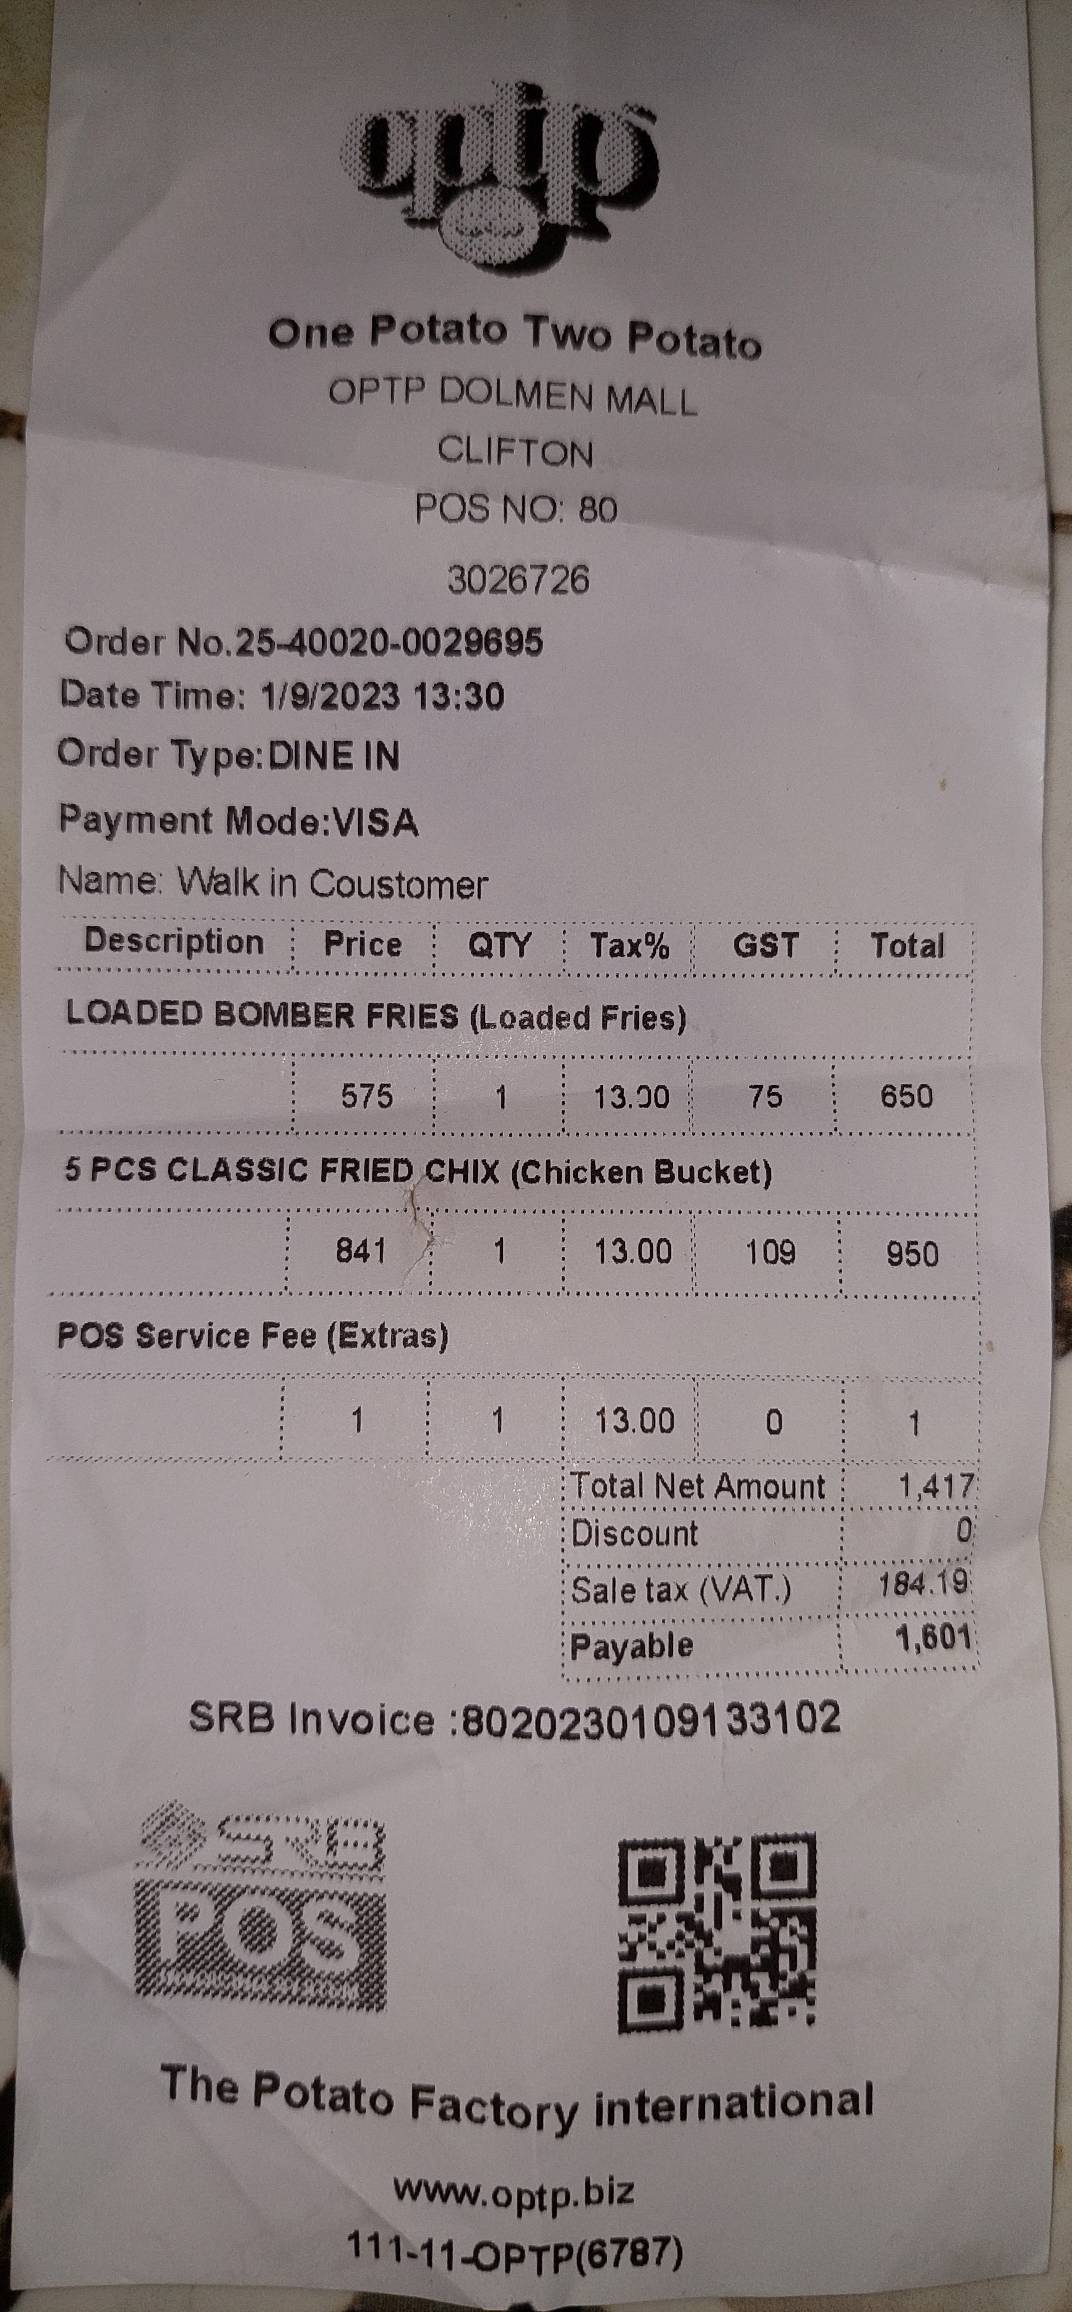 optp
One Potato Two Potato
OPTP DOLMEN MALL
CLIFTON
POS NO: 80
3026726
Order No.25-40020-0029695
Date Time: 1/9/2023 13:30
Order Type:DINE IN
Payment Mode:VISA
Name: Walk in Coustomer
Description Price QTY Tax% GST Total
LOADED BOMBER FRIES (Loaded Fries)
575 1 13.00 75 650
5 PCS CLASSIC FRIED CHIX (Chicken Bucket)
841 1 13.00 109 950
POS Service Fee (Extras)
1 1 13.00 0 1
Total Net Amount 1,417
Discount 0
Sale tax (VAT.) 184.19
Payable 1,601
SRB Invoice :8020230109133102
SRB
POS
The Potato Factory international
www.optp.biz
111-11-OPTP(6787)